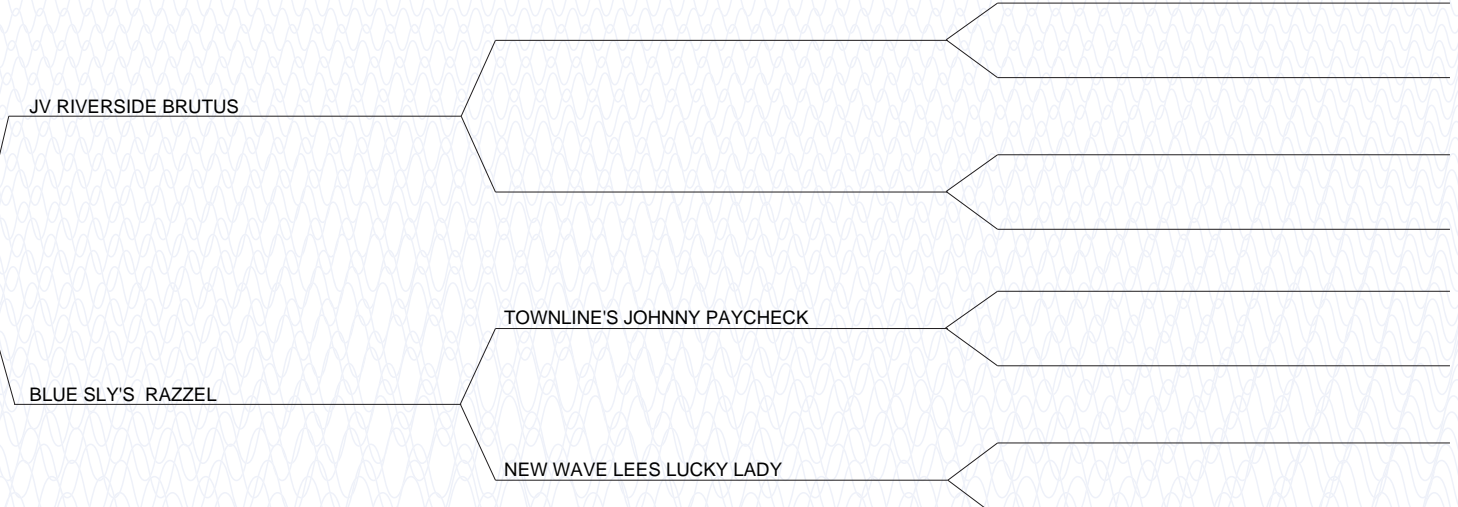 JV RIVERSIDE BRUTUS
TOWNLINE'S JOHNNY PAYCHECK
BLUE SLY'S  RAZZEL
NEW WAVE LEES LUCKY LADY